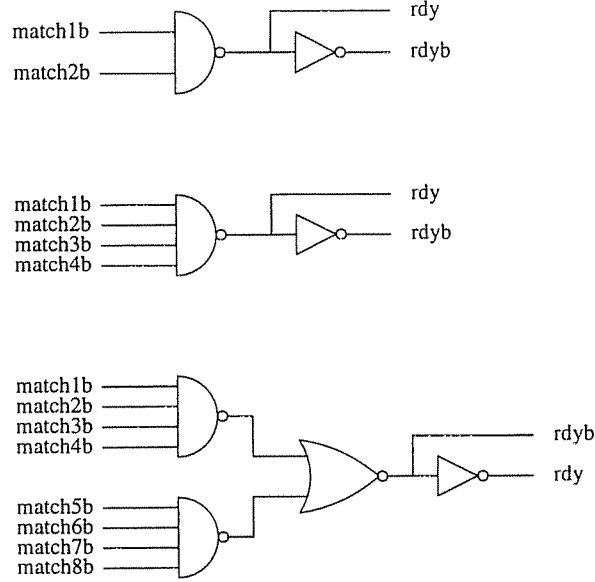 rdy
match1b
rdyb
match2b
rdy
match1b
match2b
rdyb
match3b
match4b
match1b
match2b
match3b
match4b
rdyb
rdy
match5b
match6b
match7b
match8b